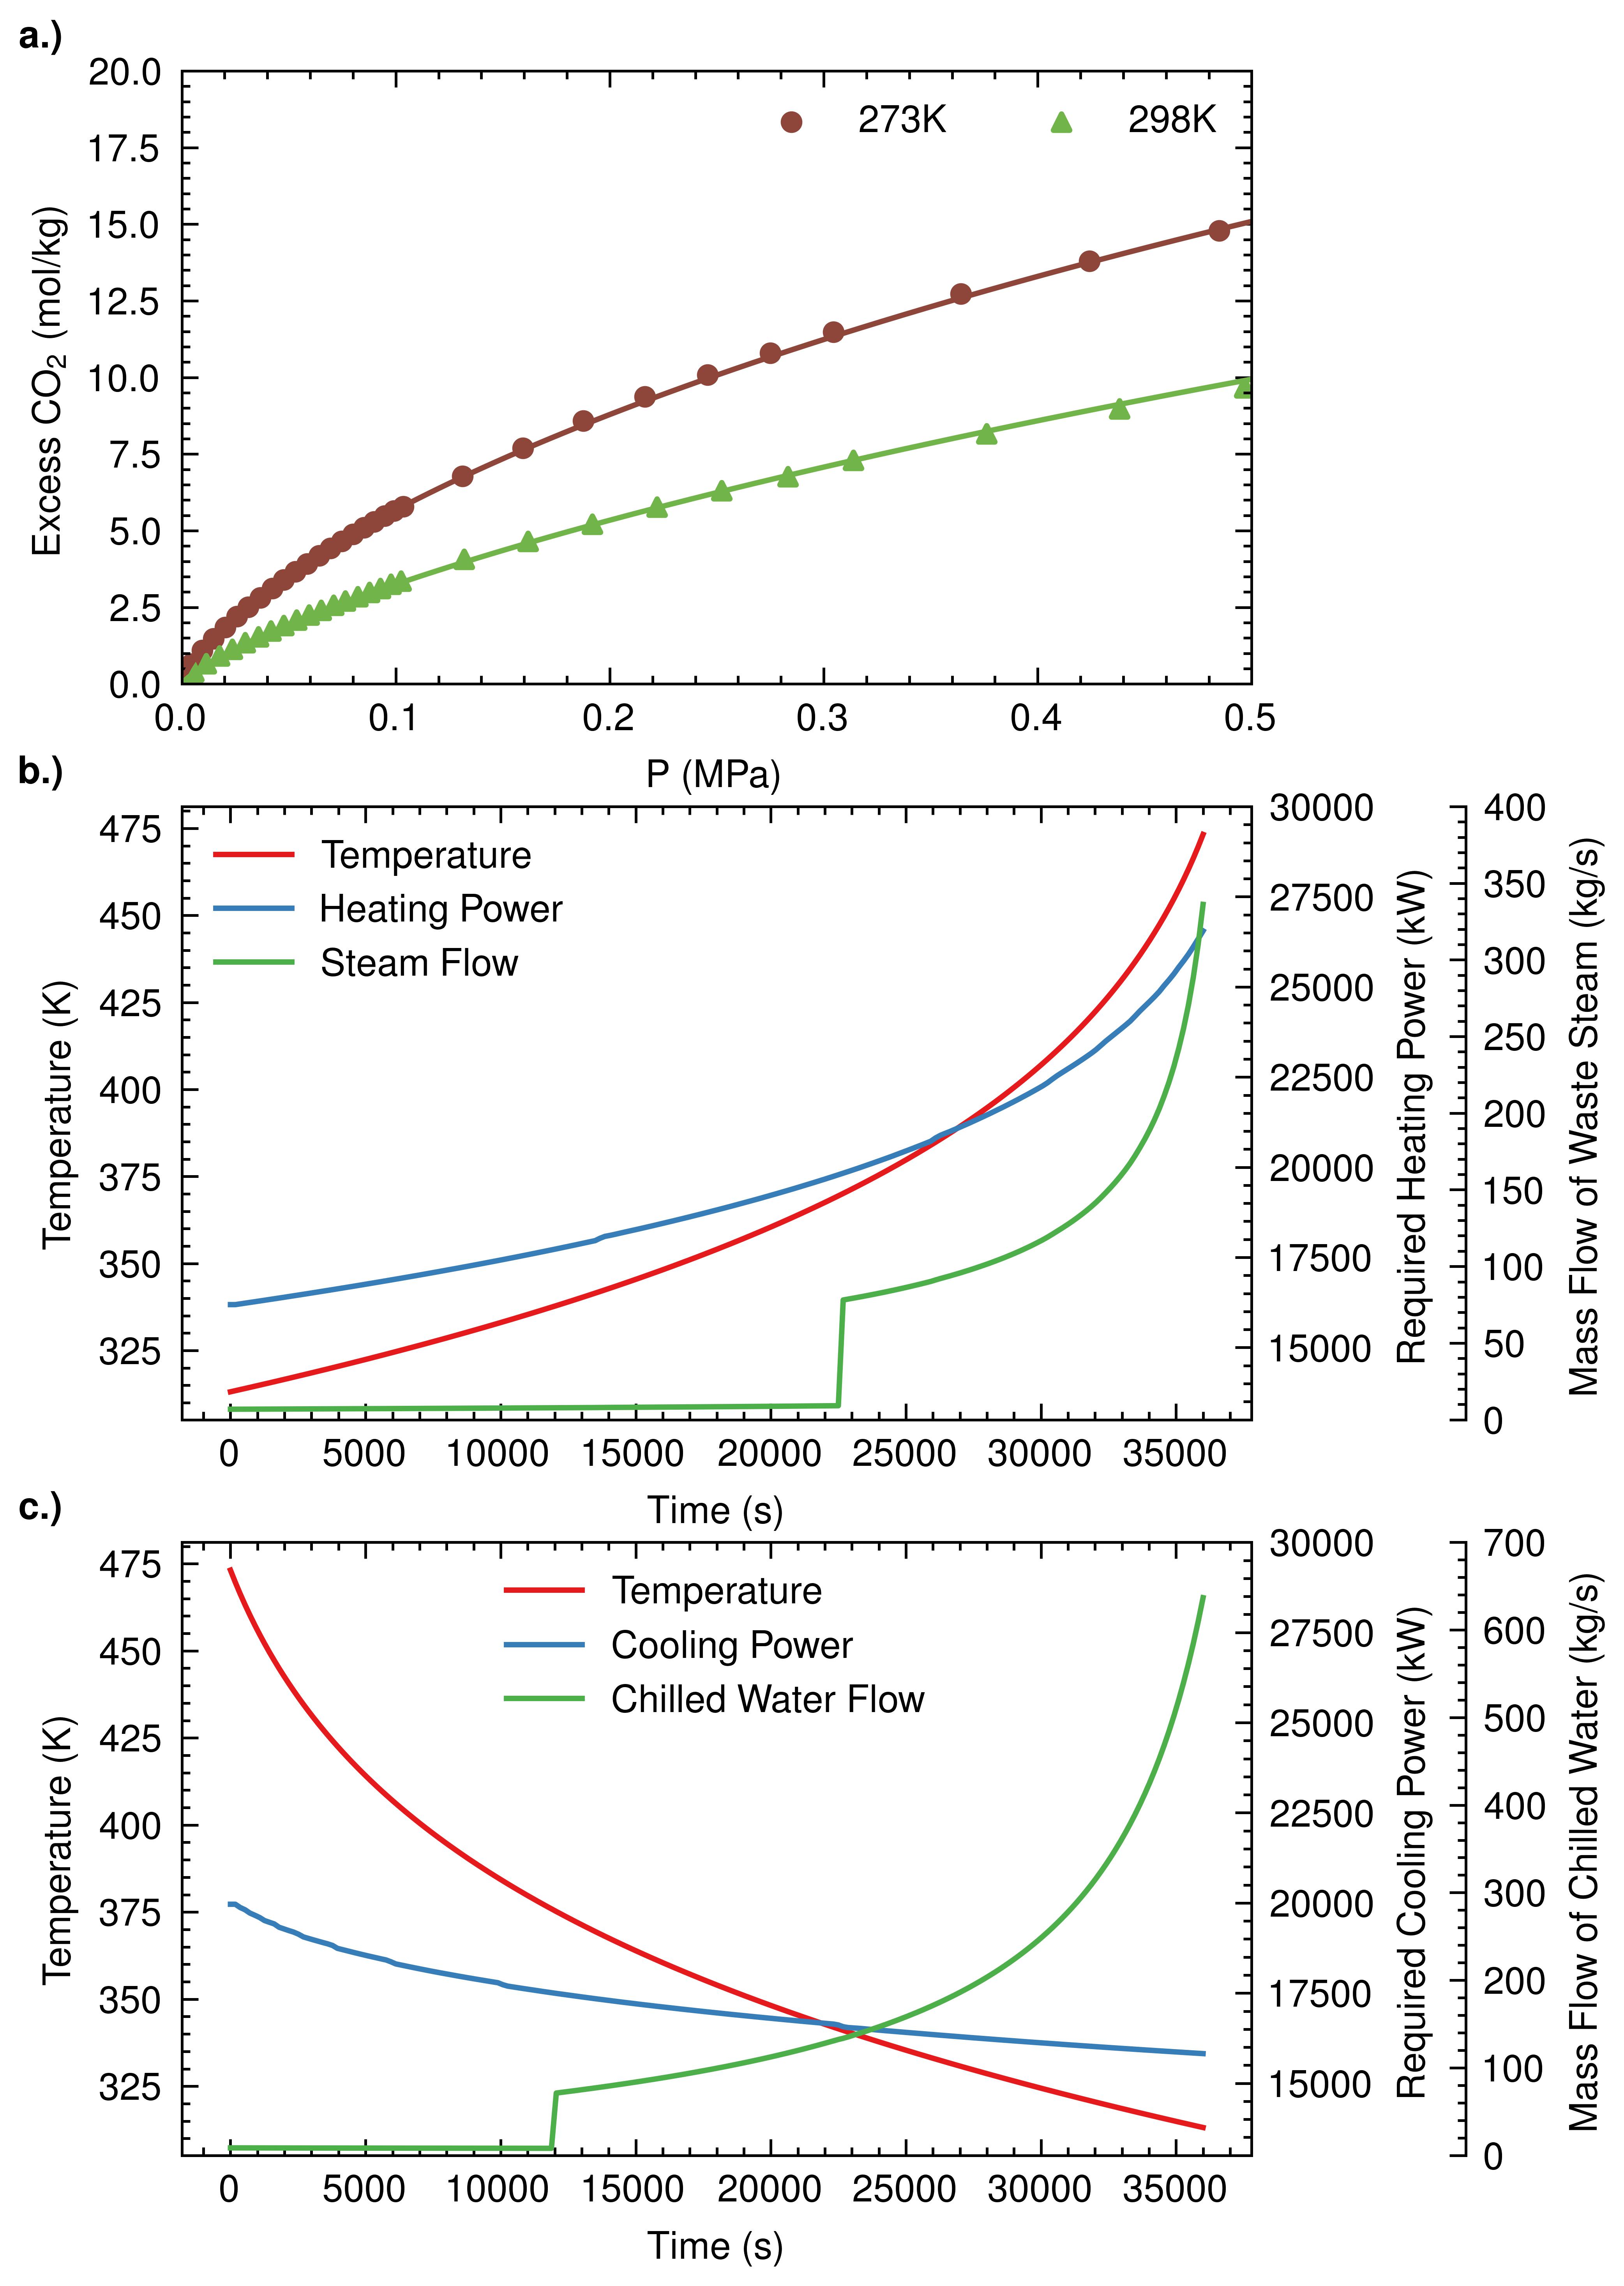 a.)
20.0
17.5
15.0
12.5
10.0
7.5
5.0
2.5
0.0
Excess CO₂ (mol/kg)
273K
298K
0.0 0.1 0.2 0.3 0.4 0.5
P (MPa)
b.)
475
450
425
400
375
350
325
Temperature (K)
Temperature
Heating Power
Steam Flow
30000
27500
25000
22500
20000
17500
15000
Required Heating Power (kW)
400
350
300
250
200
150
100
50
0
Mass Flow of Waste Steam (kg/s)
0 5000 10000 15000 20000 25000 30000 35000
Time (s)
c.)
475
450
425
400
375
350
325
Temperature (K)
Temperature
Cooling Power
Chilled Water Flow
30000
27500
25000
22500
20000
17500
15000
Required Cooling Power (kW)
700
600
500
400
300
200
100
0
Mass Flow of Chilled Water (kg/s)
0 5000 10000 15000 20000 25000 30000 35000
Time (s)